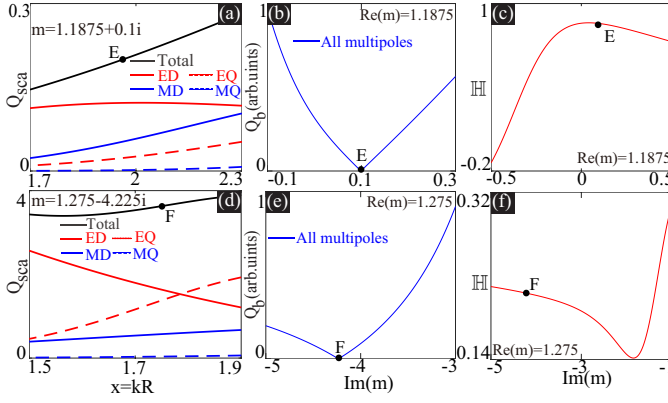 0.3
(a)
m=1.1875+0.1i
E
Total
ED
EQ
MD
MQ
Q_sca
0
1.7
2
2.3
1
(b)
Re(m)=1.1875
All multipoles
Q_b(arb.uints)
E
0
-0.1
0.1
0.3
1
(c)
E
ℍ
-0.2
Re(m)=1.1875
-0.5
0
0.5
4
(d)
m=1.275-4.225i
F
Total
ED
EQ
MD
MQ
Q_sca
0
1.5
1.7
1.9
x=kR
1
(e)
Re(m)=1.275
All multipoles
Q_b(arb.uints)
F
0
-5
-4
-3
Im(m)
0.32
(f)
ℍ
F
0.14
Re(m)=1.275
-5
Im(m)